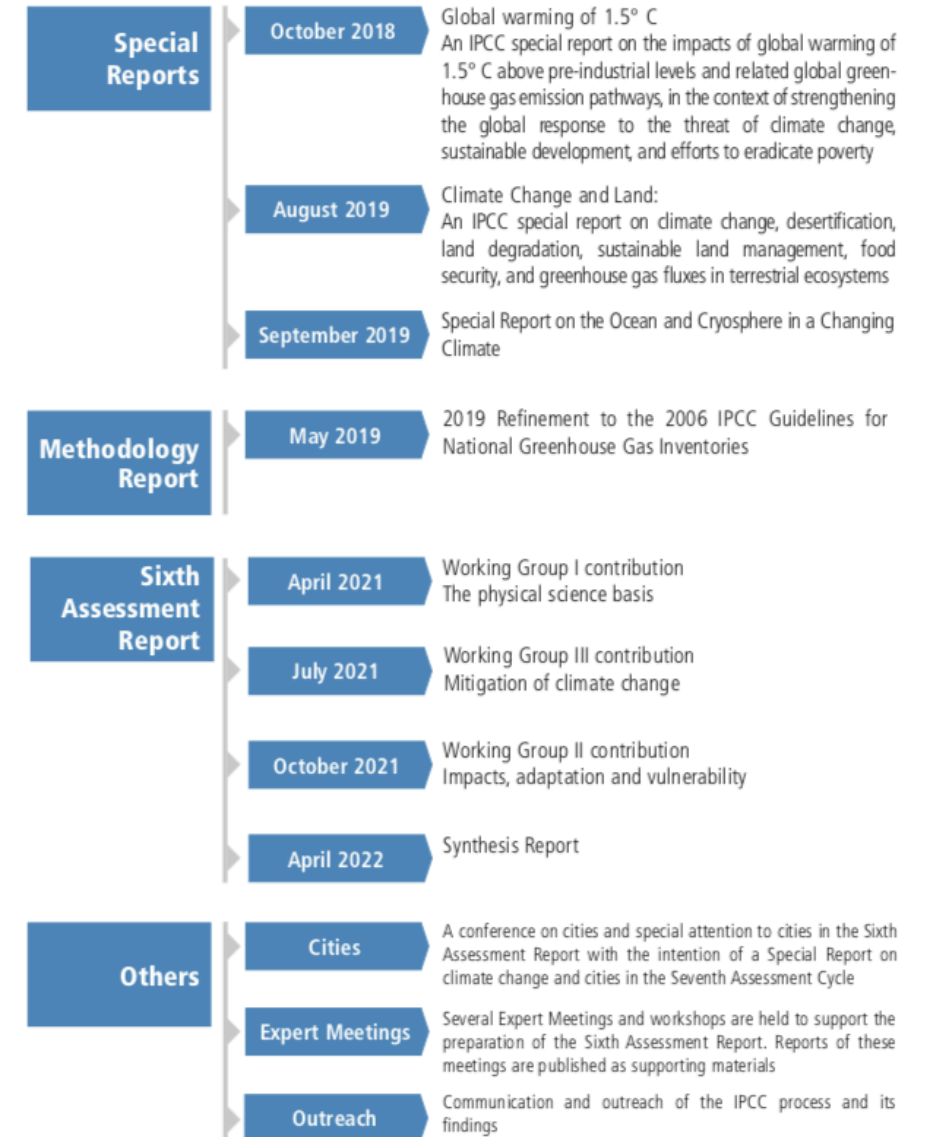 Special
Reports
October 2018
Global warming of 1.5° C
An IPCC special report on the impacts of global warming of
1.5° C above pre-industrial levels and related global green-
house gas emission pathways, in the context of strengthening
the global response to the threat of climate change,
sustainable development, and efforts to eradicate poverty
August 2019
Climate Change and Land:
An IPCC special report on climate change, desertification,
land degradation, sustainable land management, food
security, and greenhouse gas fluxes in terrestrial ecosystems
September 2019
Special Report on the Ocean and Cryosphere in a Changing
Climate
Methodology
Report
May 2019
2019 Refinement to the 2006 IPCC Guidelines for
National Greenhouse Gas Inventories
Sixth
Assessment
Report
April 2021
Working Group I contribution
The physical science basis
July 2021
Working Group III contribution
Mitigation of climate change
October 2021
Working Group II contribution
Impacts, adaptation and vulnerability
April 2022
Synthesis Report
Others
Cities
A conference on cities and special attention to cities in the Sixth
Assessment Report with the intention of a Special Report on
climate change and cities in the Seventh Assessment Cycle
Expert Meetings
Several Expert Meetings and workshops are held to support the
preparation of the Sixth Assessment Report. Reports of these
meetings are published as supporting materials
Outreach
Communication and outreach of the IPCC process and its
findings